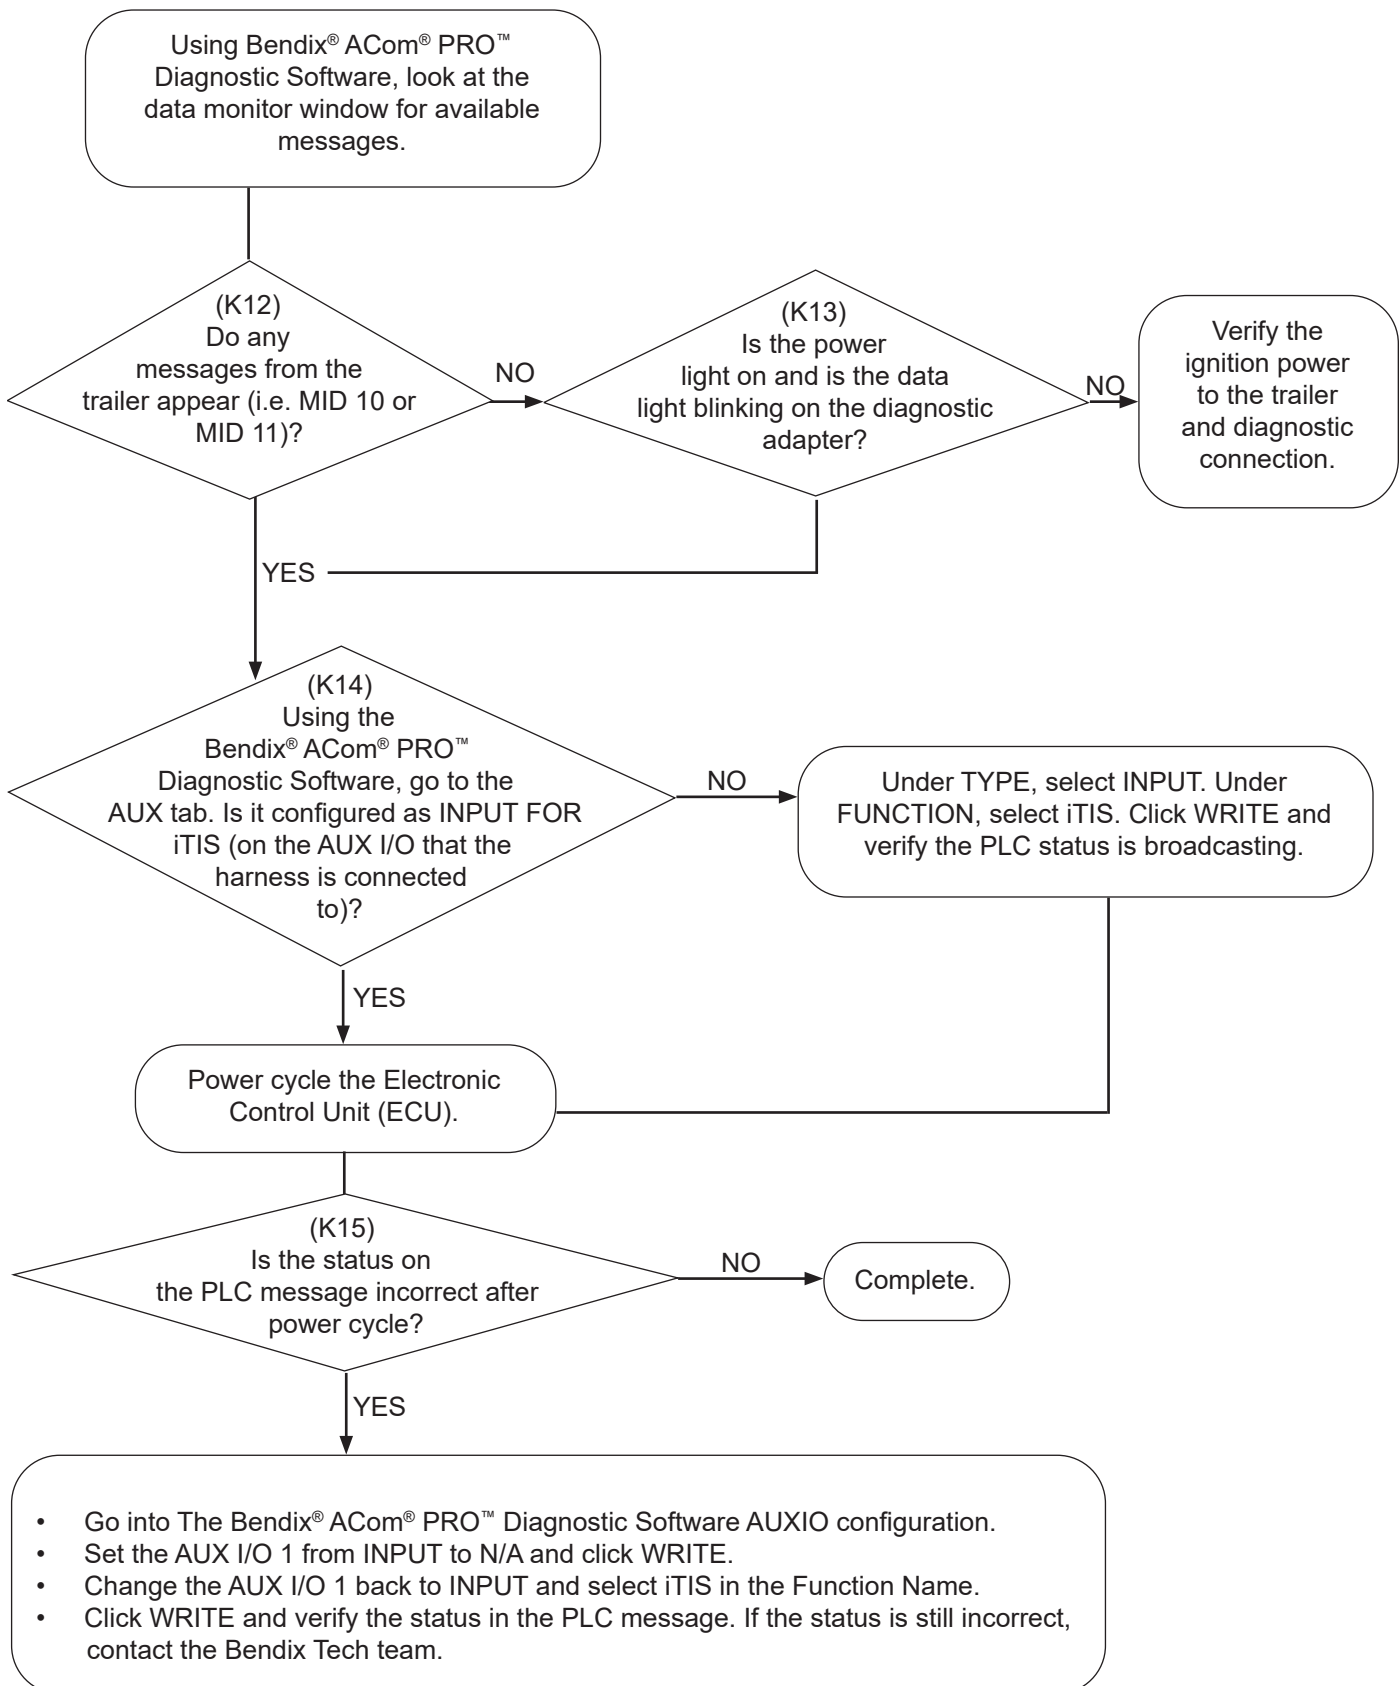 Using Bendix® ACom® PRO™
Diagnostic Software, look at the
data monitor window for available
messages.
(K12)
Do any
messages from the
trailer appear (i.e. MID 10 or
MID 11)?
NO
(K13)
Is the power
light on and is the data
light blinking on the diagnostic
adapter?
NO
Verify the
ignition power
to the trailer
and diagnostic
connection.
YES
(K14)
Using the
Bendix® ACom® PRO™
Diagnostic Software, go to the
AUX tab. Is it configured as INPUT FOR
iTIS (on the AUX I/O that the
harness is connected
to)?
NO
Under TYPE, select INPUT. Under
FUNCTION, select iTIS. Click WRITE and
verify the PLC status is broadcasting.
YES
Power cycle the Electronic
Control Unit (ECU).
(K15)
Is the status on
the PLC message incorrect after
power cycle?
NO
Complete.
YES
• Go into The Bendix® ACom® PRO™ Diagnostic Software AUXIO configuration.
• Set the AUX I/O 1 from INPUT to N/A and click WRITE.
• Change the AUX I/O 1 back to INPUT and select iTIS in the Function Name.
• Click WRITE and verify the status in the PLC message. If the status is still incorrect,
contact the Bendix Tech team.